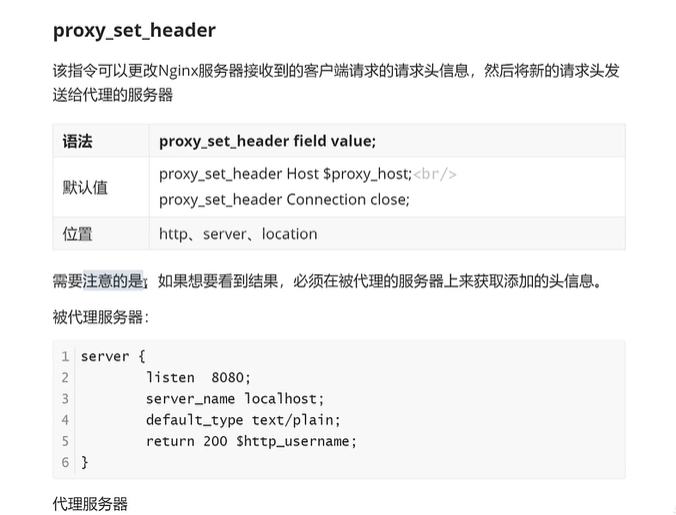 proxy_set_header
该指令可以更改Nginx服务器接收到的客户端请求的请求头信息，然后将新的请求头发
送给代理的服务器
语法 proxy_set_header field value;
默认值 proxy_set_header Host $proxy_host;<br/>
proxy_set_header Connection close;
位置 http、server、location
需要注意的是，如果想要看到结果，必须在被代理的服务器上来获取添加的头信息。
被代理服务器：
1 server {
2         listen  8080;
3         server_name localhost;
4         default_type text/plain;
5         return 200 $http_username;
6 }
代理服务器